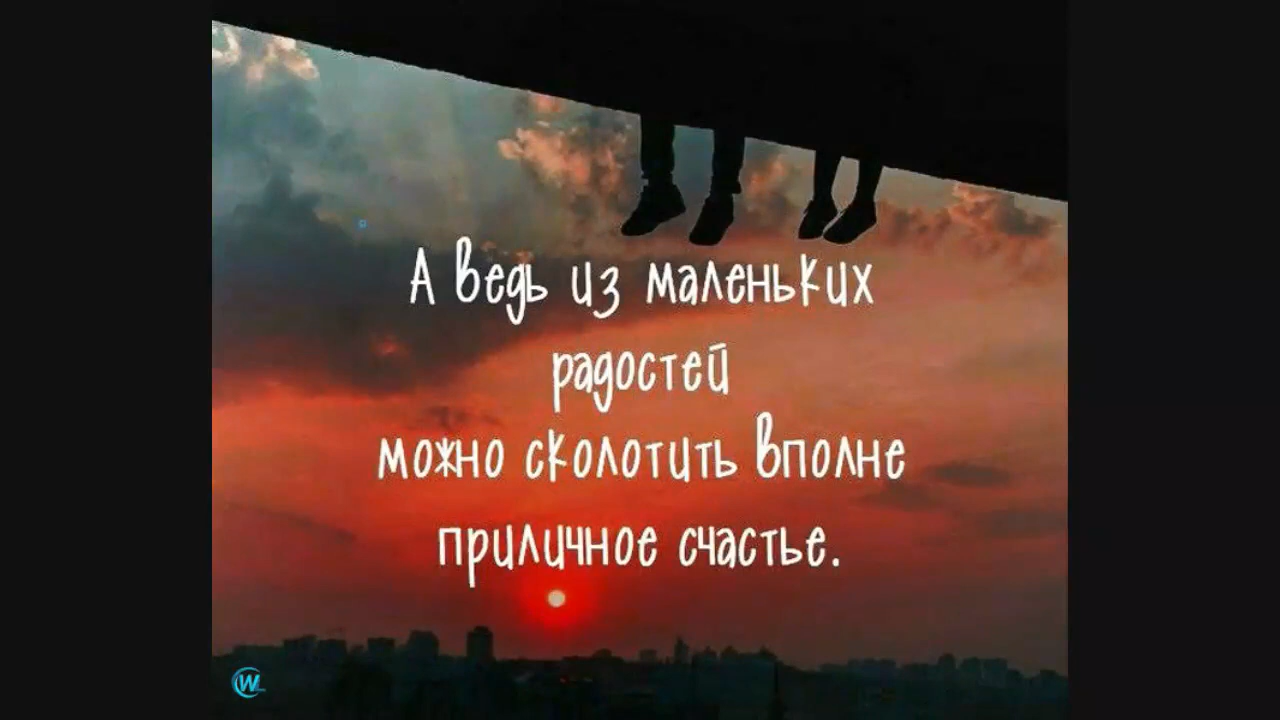 А ведь из маленьких
радостей
можно сколотить вполне
приличное счастье.
W